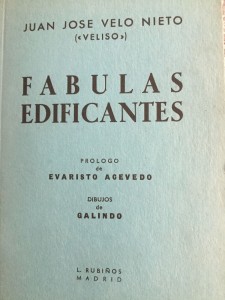 JUAN JOSE VELO NIETO
(«VELISO»)
FABULAS
EDIFICANTES
PROLOGO
de
EVARISTO ACEVEDO
DIBUJOS
de
GALINDO
L. RUBIÑOS
MADRID